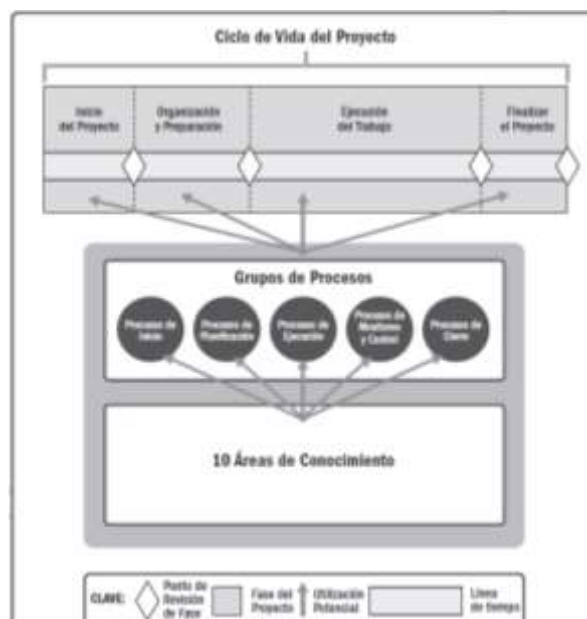 Ciclo de Vida del Proyecto
Inicio
del Proyecto
Organización
y Preparación
Ejecución
del Trabajo
Finalizar
el Proyecto
Grupos de Procesos
Procesos de
Inicio
Procesos de
Planificación
Procesos de
Ejecución
Procesos de
Monitoreo
y Control
Procesos de
Cierre
10 Áreas de Conocimiento
CLAVE:
Punto de
Revisión
de Fase
Fase del
Proyecto
Utilización
Potencial
Línea
de tiempo